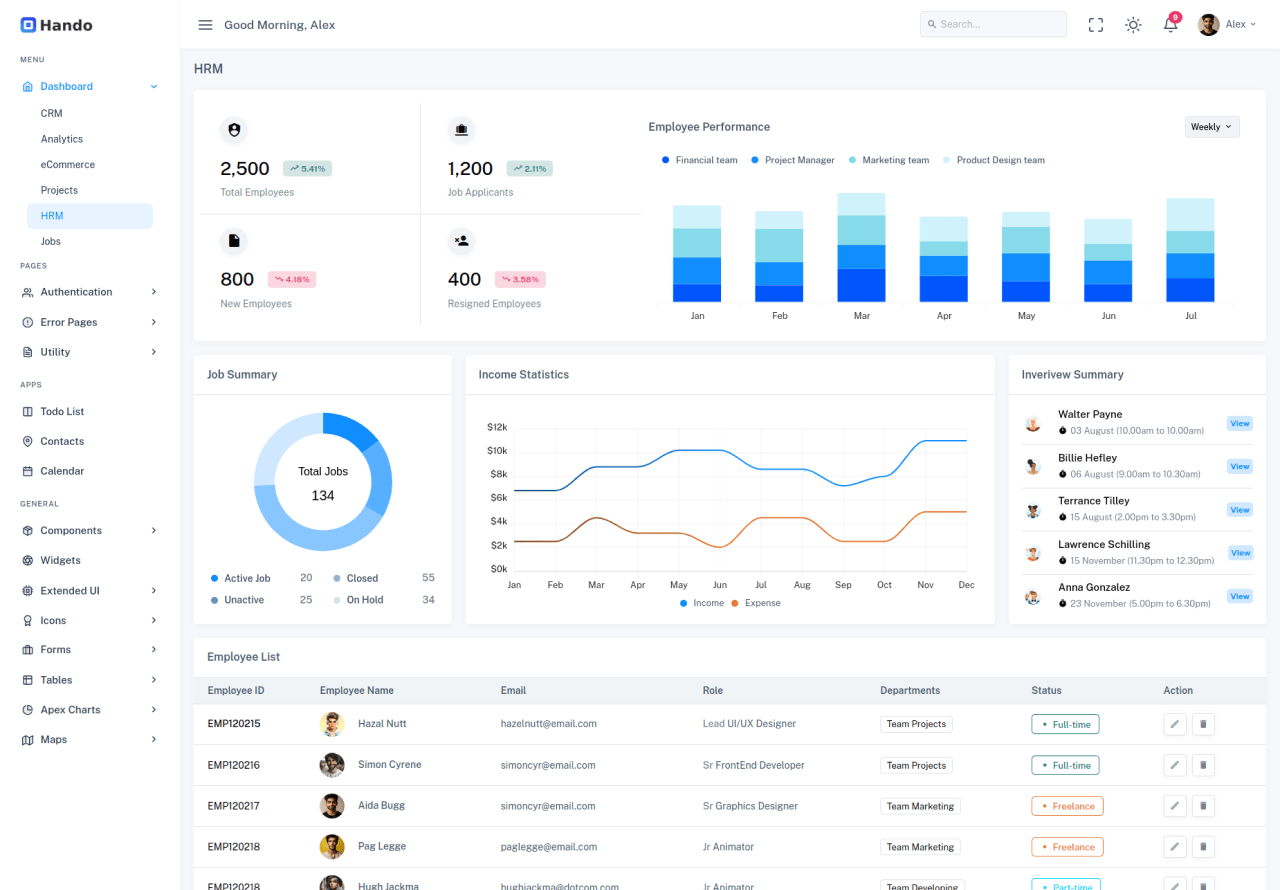 Hando
Good Morning, Alex
Search...
9
Alex
MENU
Dashboard
CRM
Analytics
eCommerce
Projects
HRM
Jobs
PAGES
Authentication
Error Pages
Utility
APPS
Todo List
Contacts
Calendar
GENERAL
Components
Widgets
Extended UI
Icons
Forms
Tables
Apex Charts
Maps
HRM
2,500 5.41%
Total Employees
1,200 2.11%
Job Applicants
800 4.18%
New Employees
400 3.58%
Resigned Employees
Employee Performance
Weekly
Financial team Project Manager Marketing team Product Design team
Jan Feb Mar Apr May Jun Jul
Job Summary
Total Jobs
134
Active Job 20 Closed 55
Unactive 25 On Hold 34
Income Statistics
$12k
$10k
$8k
$6k
$4k
$2k
$0k
Jan Feb Mar Apr May Jun Jul Aug Sep Oct Nov Dec
Income Expense
Inverivew Summary
Walter Payne
03 August (10.00am to 10.00am)
View
Billie Hefley
06 August (9.00am to 10.30am)
View
Terrance Tilley
15 August (2.00pm to 3.30pm)
View
Lawrence Schilling
15 November (11.30pm to 12.30pm)
View
Anna Gonzalez
23 November (5.00pm to 6.30pm)
View
Employee List
Employee ID Employee Name Email Role Departments Status Action
EMP120215 Hazal Nutt hazelnutt@email.com Lead UI/UX Designer Team Projects Full-time
EMP120216 Simon Cyrene simoncyr@email.com Sr FrontEnd Developer Team Projects Full-time
EMP120217 Aida Bugg simoncyr@email.com Sr Graphics Designer Team Marketing Freelance
EMP120218 Pag Legge paglegge@email.com Jr Animator Team Marketing Freelance
EMP120218 Hugh Jackma hughjackma@dotcom.com Jr Animator Team Developing Part-time